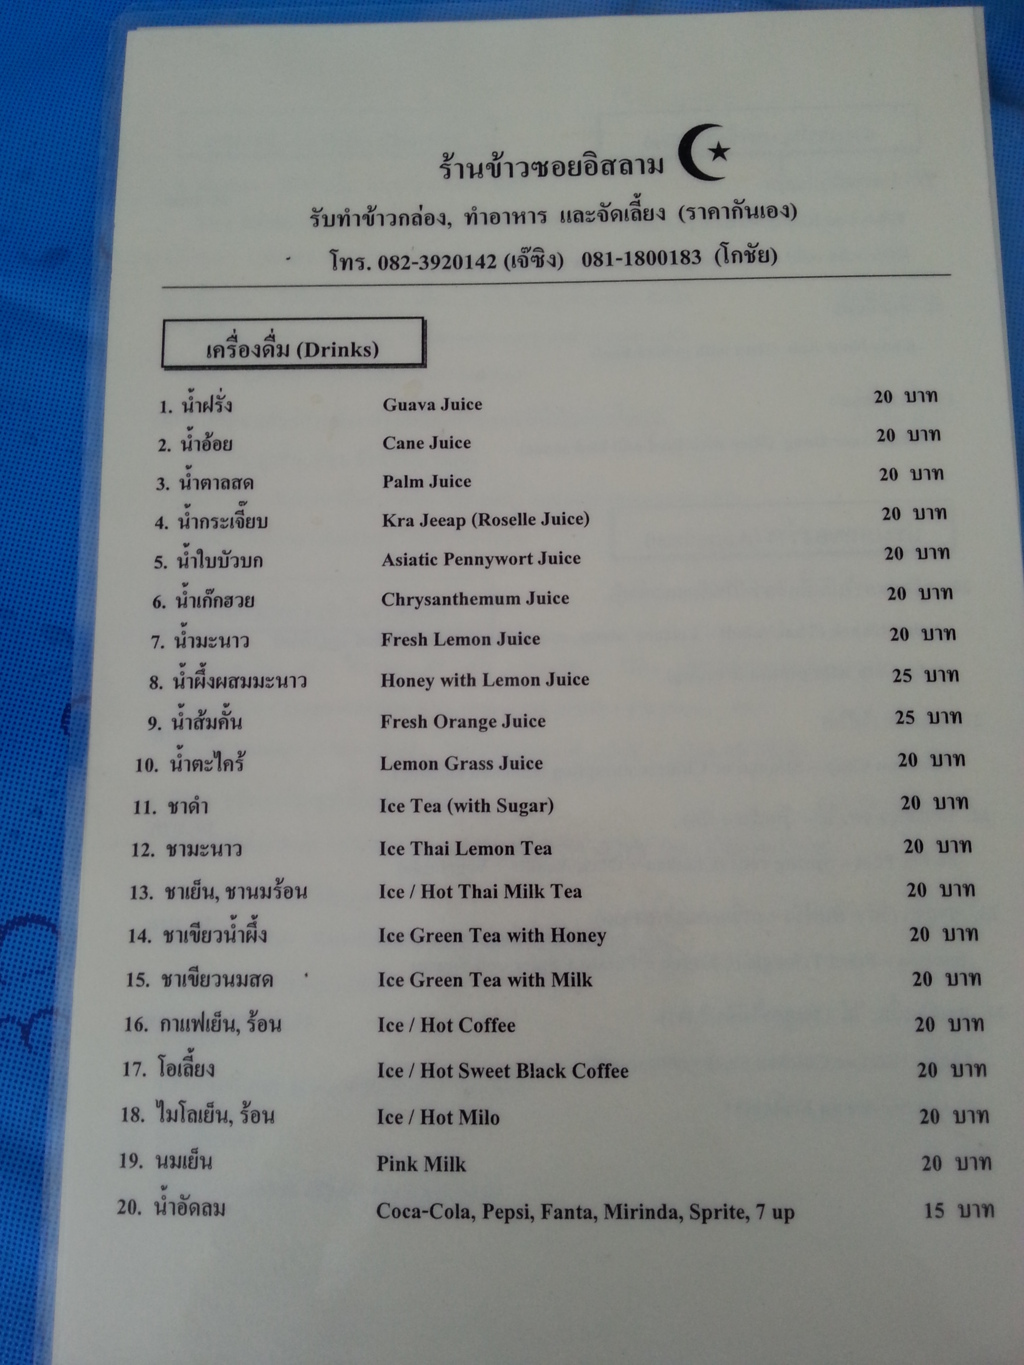 ร้านข้าวซอยอิสลาม
รับทำข้าวกล่อง, ทำอาหาร และจัดเลี้ยง (ราคากันเอง)
โทร. 082-3920142 (เจ๊ซิง) 081-1800183 (โกชัย)
เครื่องดื่ม (Drinks)
1. น้ำฝรั่ง Guava Juice 20 บาท
2. น้ำอ้อย Cane Juice 20 บาท
3. น้ำตาลสด Palm Juice 20 บาท
4. น้ำกระเจี๊ยบ Kra Jeeap (Roselle Juice) 20 บาท
5. น้ำใบบัวบก Asiatic Pennywort Juice 20 บาท
6. น้ำเก๊กฮวย Chrysanthemum Juice 20 บาท
7. น้ำมะนาว Fresh Lemon Juice 20 บาท
8. น้ำผึ้งผสมมะนาว Honey with Lemon Juice 25 บาท
9. น้ำส้มคั้น Fresh Orange Juice 25 บาท
10. น้ำตะไคร้ Lemon Grass Juice 20 บาท
11. ชาดำ Ice Tea (with Sugar) 20 บาท
12. ชามะนาว Ice Thai Lemon Tea 20 บาท
13. ชาเย็น, ชานมร้อน Ice / Hot Thai Milk Tea 20 บาท
14. ชาเขียวน้ำผึ้ง Ice Green Tea with Honey 20 บาท
15. ชาเขียวนมสด Ice Green Tea with Milk 20 บาท
16. กาแฟเย็น, ร้อน Ice / Hot Coffee 20 บาท
17. โอเลี้ยง Ice / Hot Sweet Black Coffee 20 บาท
18. ไมโลเย็น, ร้อน Ice / Hot Milo 20 บาท
19. นมเย็น Pink Milk 20 บาท
20. น้ำอัดลม Coca-Cola, Pepsi, Fanta, Mirinda, Sprite, 7 up 15 บาท